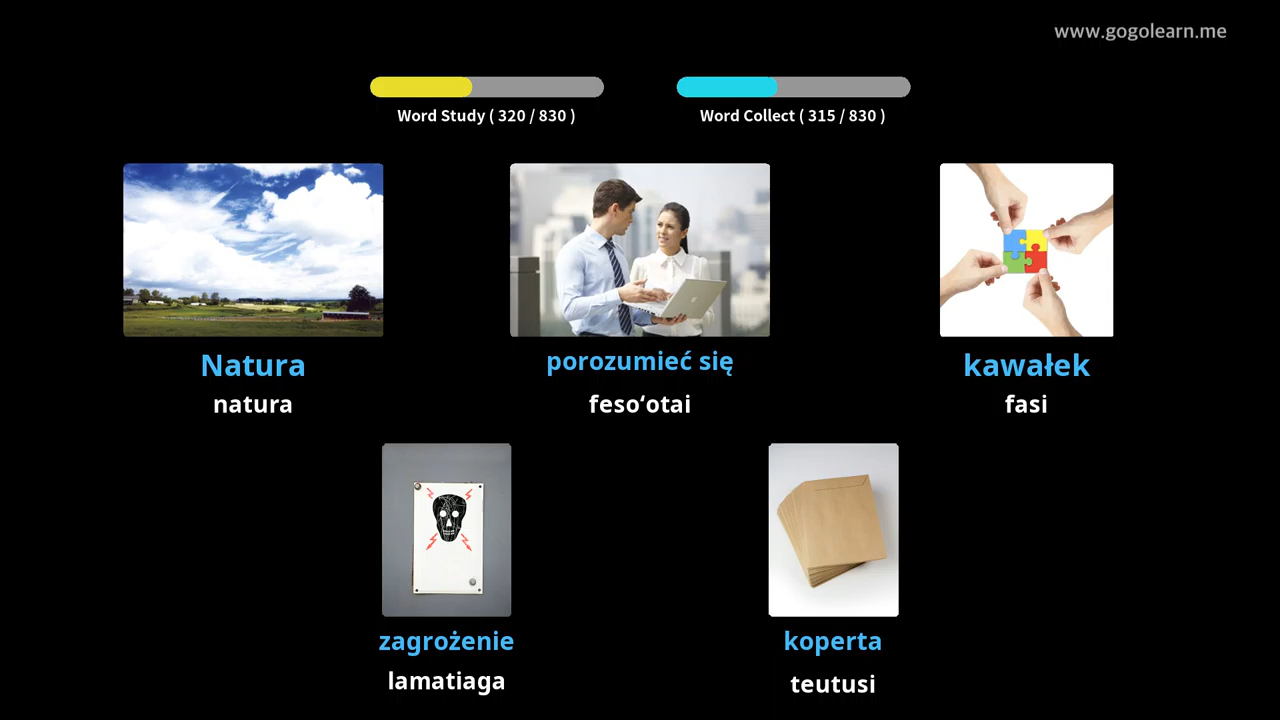 www.gogolearn.me
Word Study ( 320 / 830 )
Word Collect ( 315 / 830 )
Natura
natura
porozumieć się
feso‘otai
kawałek
fasi
zagrożenie
lamatiaga
koperta
teutusi